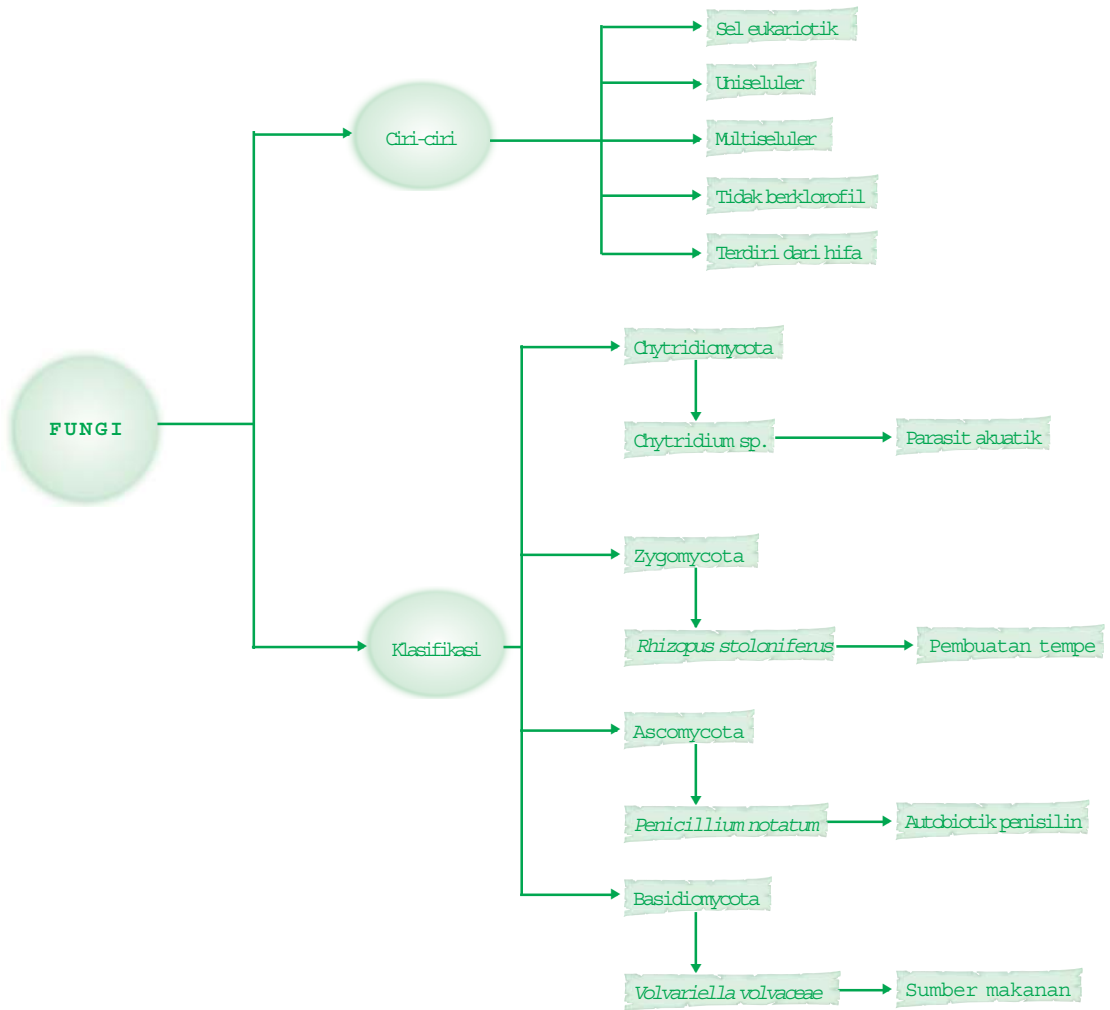 Sel eukariotik
Uniseluler
Ciri-ciri
Multiseluler
Tidak berklorofil
Terdiri dari hifa
FUNGI
Chytridiomycota
Chytridium sp.
Parasit akuatik
Zygomycota
Klasifikasi
Rhizopus stoloniferus
Pembuatan tempe
Ascomycota
Penicillium notatum
Autobiotik penisilin
Basidiomycota
Volvariella volvaceae
Sumber makanan